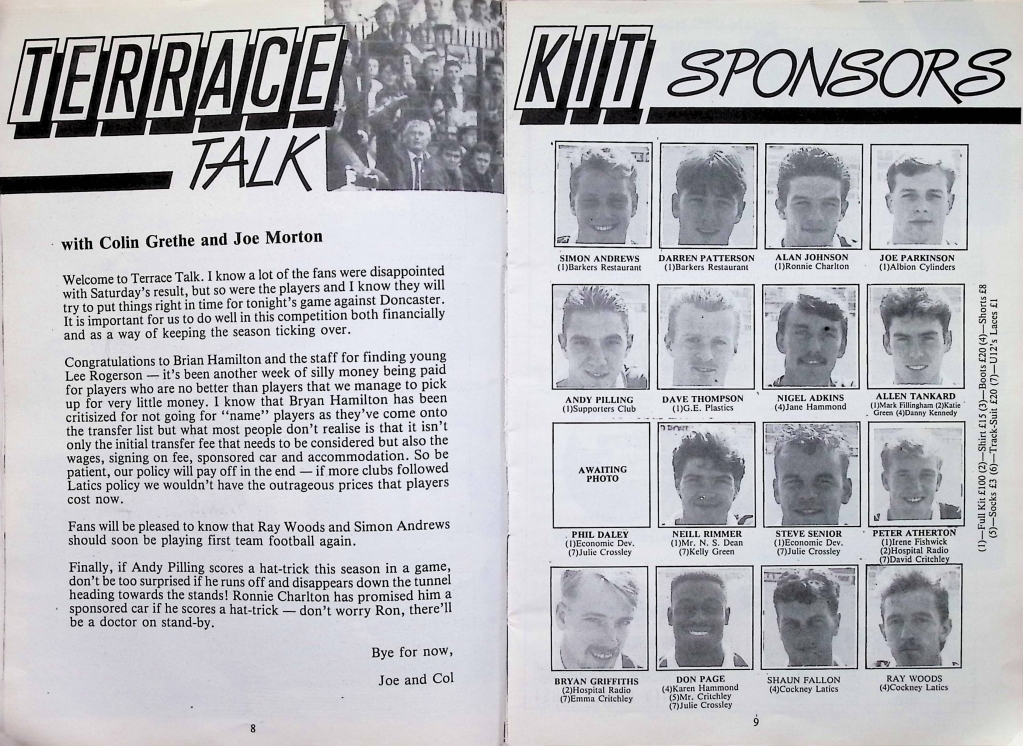 TERRACE
TALK
with Colin Grethe and Joe Morton
Welcome to Terrace Talk. I know a lot of the fans were disappointed
with Saturday's result, but so were the players and I know they will
try to put things right in time for tonight's game against Doncaster.
It is important for us to do well in this competition both financially
and as a way of keeping the season ticking over.
Congratulations to Brian Hamilton and the staff for finding young
Lee Rogerson — it's been another week of silly money being paid
for players who are no better than players that we manage to pick
up for very little money. I know that Bryan Hamilton has been
critisized for not going for "name" players as they've come onto
the transfer list but what most people don't realise is that it isn't
only the initial transfer fee that needs to be considered but also the
wages, signing on fee, sponsored car and accommodation. So be
patient, our policy will pay off in the end — if more clubs followed
Latics policy we wouldn't have the outrageous prices that players
cost now.
Fans will be pleased to know that Ray Woods and Simon Andrews
should soon be playing first team football again.
Finally, if Andy Pilling scores a hat-trick this season in a game,
don't be too surprised if he runs off and disappears down the tunnel
heading towards the stands! Ronnie Charlton has promised him a
sponsored car if he scores a hat-trick — don't worry Ron, there'll
be a doctor on stand-by.
Bye for now,
Joe and Col
8
KIT SPONSORS
SIMON ANDREWS
(1)Barkers Restaurant
DARREN PATTERSON
(1)Barkers Restaurant
ALAN JOHNSON
(1)Ronnie Charlton
JOE PARKINSON
(1)Albion Cylinders
ANDY PILLING
(1)Supporters Club
DAVE THOMPSON
(1)G.E. Plastics
NIGEL ADKINS
(4)Jane Hammond
ALLEN TANKARD
(1)Mark Fillingham (2)Katie
Green (4)Danny Kennedy
AWAITING
PHOTO
PHIL DALEY
(1)Economic Dev.
(7)Julie Crossley
NEILL RIMMER
(1)Mr. N. S. Dean
(7)Kelly Green
STEVE SENIOR
(1)Economic Dev.
(7)Julie Crossley
PETER ATHERTON
(1)Irene Fishwick
(2)Hospital Radio
(7)David Critchley
BRYAN GRIFFITHS
(2)Hospital Radio
(7)Emma Critchley
DON PAGE
(4)Karen Hammond
(5)Mr. Critchley
(7)Julie Crossley
SHAUN FALLON
(4)Cockney Latics
RAY WOODS
(4)Cockney Latics
(1)—Full Kit £100 (2)—Shirt £15 (3)—Boots £20 (4)—Shorts £8
(5)—Socks £3 (6)—Track-Suit £20 (7)—U12's Laces £1
9